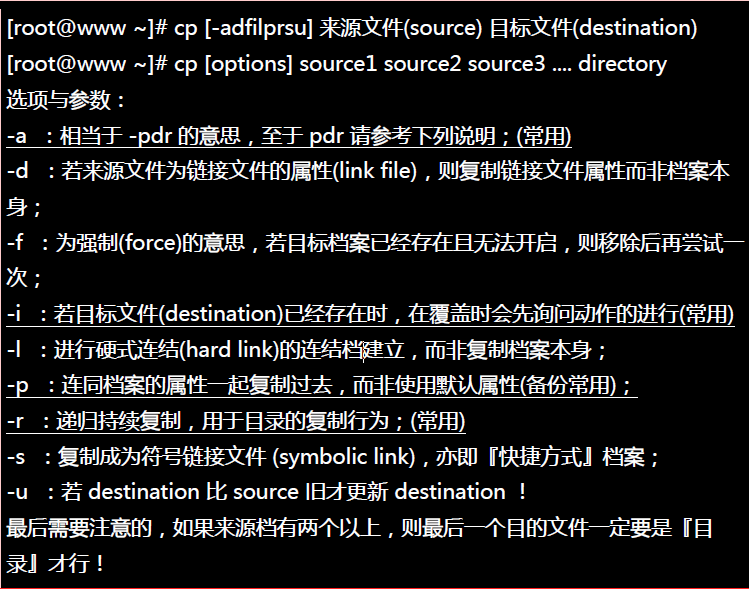 [root@www ~]# cp [-adfilprsu] 来源文件(source) 目标文件(destination)
[root@www ~]# cp [options] source1 source2 source3 .... directory
选项与参数：
-a ：相当于 -pdr 的意思，至于 pdr 请参考下列说明；(常用)
-d ：若来源文件为链接文件的属性(link file)，则复制链接文件属性而非档案本
身；
-f ：为强制(force)的意思，若目标档案已经存在且无法开启，则移除后再尝试一
次；
-i ：若目标文件(destination)已经存在时，在覆盖时会先询问动作的进行(常用)
-l ：进行硬式连结(hard link)的连结档建立，而非复制档案本身；
-p ：连同档案的属性一起复制过去，而非使用默认属性(备份常用)；
-r ：递归持续复制，用于目录的复制行为；(常用)
-s ：复制成为符号链接文件 (symbolic link)，亦即『快捷方式』档案；
-u ：若 destination 比 source 旧才更新 destination ！
最后需要注意的，如果来源档有两个以上，则最后一个目的文件一定要是『目
录』才行！